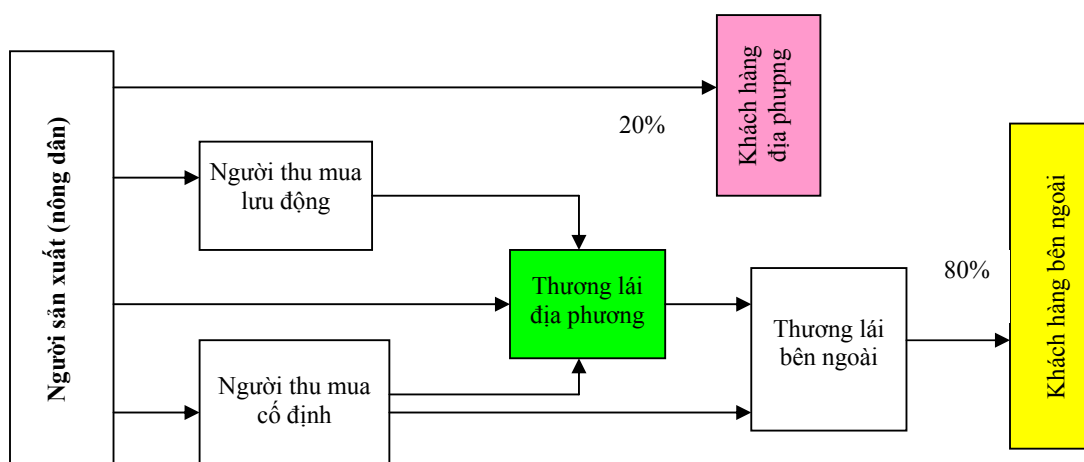 Người sản xuất (nông dân)
Khách hàng
địa phupng
20%
Người thu mua
lưu động
Khách hàng bên ngoài
80%
Thương lái
địa phương
Thương lái
bên ngoài
Người thu mua
cố định